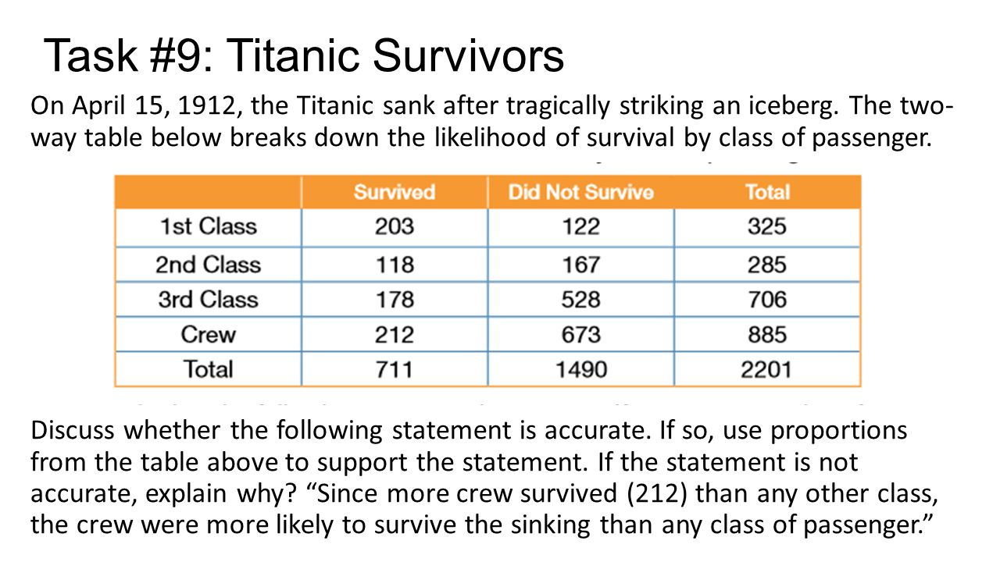 Task #9: Titanic Survivors
On April 15, 1912, the Titanic sank after tragically striking an iceberg. The two-
way table below breaks down the likelihood of survival by class of passenger.
Survived Did Not Survive Total
1st Class 203 122 325
2nd Class 118 167 285
3rd Class 178 528 706
Crew 212 673 885
Total 711 1490 2201
Discuss whether the following statement is accurate. If so, use proportions
from the table above to support the statement. If the statement is not
accurate, explain why? “Since more crew survived (212) than any other class,
the crew were more likely to survive the sinking than any class of passenger.”